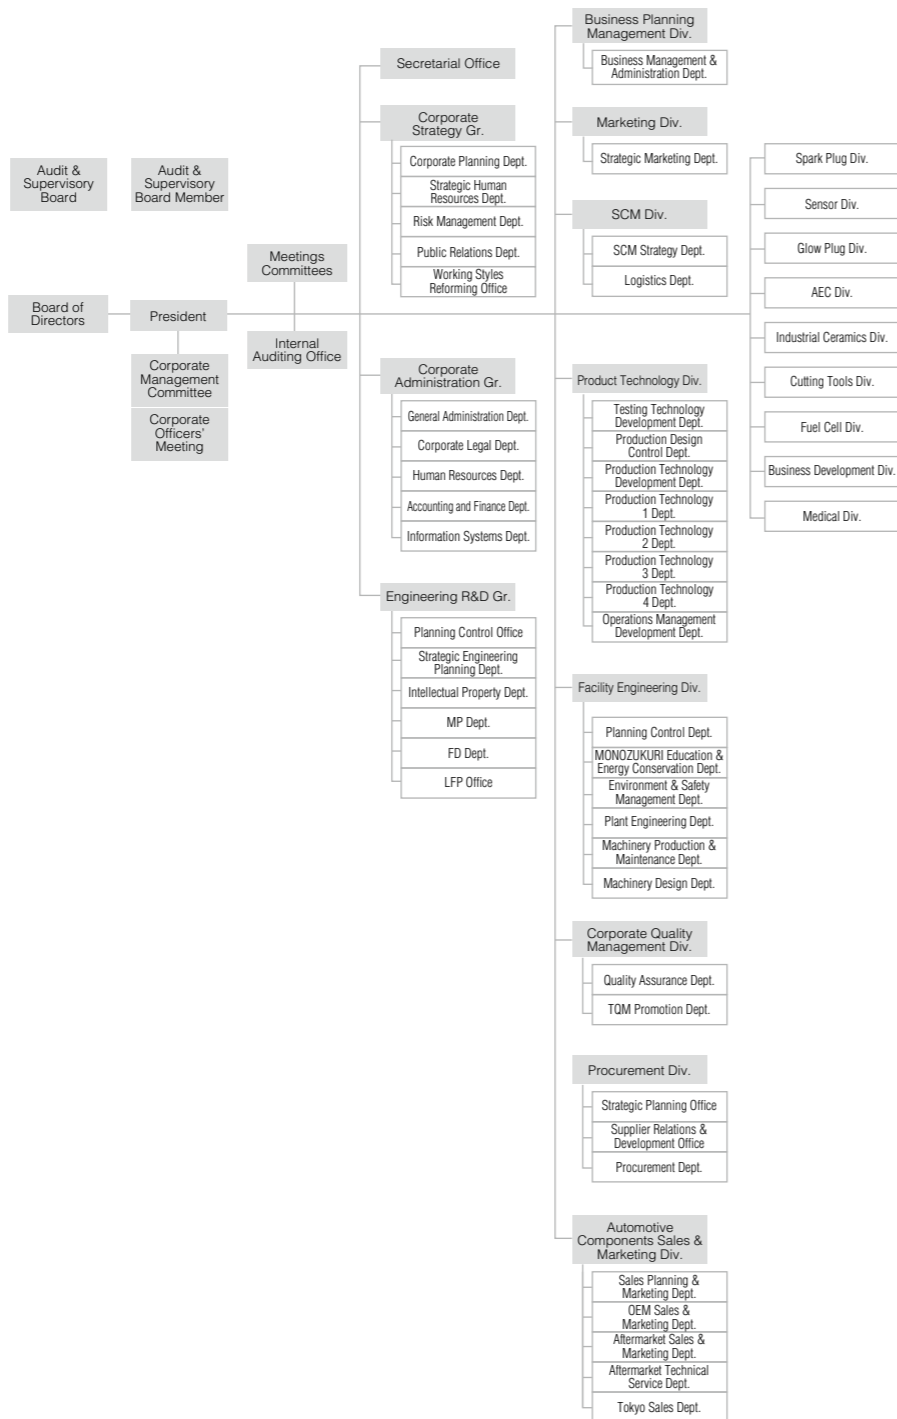 Audit &
Supervisory
Board
Audit &
Supervisory
Board Member
Board of
Directors
President
Corporate
Management
Committee
Corporate
Officers'
Meeting
Meetings
Committees
Internal
Auditing Office
Secretarial Office
Corporate
Strategy Gr.
Corporate Planning Dept.
Strategic Human
Resources Dept.
Risk Management Dept.
Public Relations Dept.
Working Styles
Reforming Office
Corporate
Administration Gr.
General Administration Dept.
Corporate Legal Dept.
Human Resources Dept.
Accounting and Finance Dept.
Information Systems Dept.
Engineering R&D Gr.
Planning Control Office
Strategic Engineering
Planning Dept.
Intellectual Property Dept.
MP Dept.
FD Dept.
LFP Office
Business Planning
Management Div.
Business Management &
Administration Dept.
Marketing Div.
Strategic Marketing Dept.
SCM Div.
SCM Strategy Dept.
Logistics Dept.
Product Technology Div.
Testing Technology
Development Dept.
Production Design
Control Dept.
Production Technology
Development Dept.
Production Technology
1 Dept.
Production Technology
2 Dept.
Production Technology
3 Dept.
Production Technology
4 Dept.
Operations Management
Development Dept.
Facility Engineering Div.
Planning Control Dept.
MONOZUKURI Education &
Energy Conservation Dept.
Environment & Safety
Management Dept.
Plant Engineering Dept.
Machinery Production &
Maintenance Dept.
Machinery Design Dept.
Corporate Quality
Management Div.
Quality Assurance Dept.
TQM Promotion Dept.
Procurement Div.
Strategic Planning Office
Supplier Relations &
Development Office
Procurement Dept.
Automotive
Components Sales &
Marketing Div.
Sales Planning &
Marketing Dept.
OEM Sales &
Marketing Dept.
Aftermarket Sales &
Marketing Dept.
Aftermarket Technical
Service Dept.
Tokyo Sales Dept.
Spark Plug Div.
Sensor Div.
Glow Plug Div.
AEC Div.
Industrial Ceramics Div.
Cutting Tools Div.
Fuel Cell Div.
Business Development Div.
Medical Div.